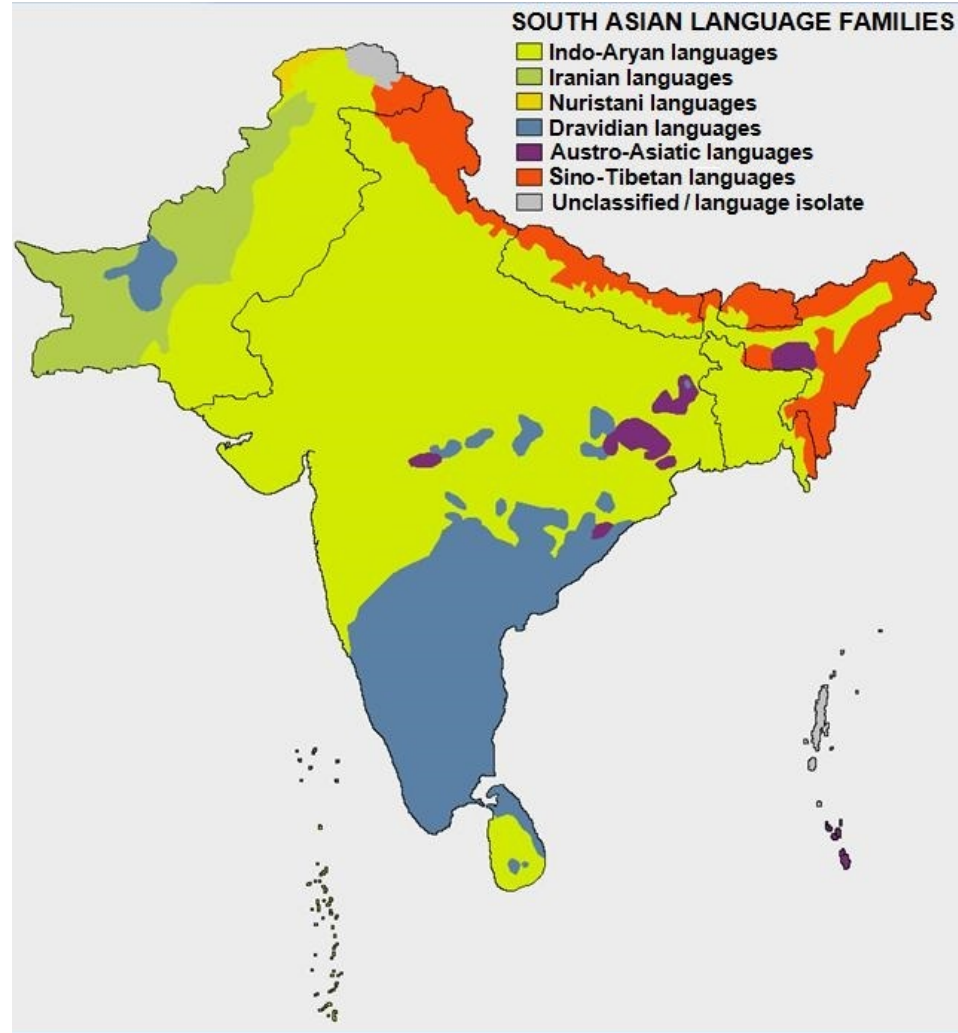 SOUTH ASIAN LANGUAGE FAMILIES
Indo-Aryan languages
Iranian languages
Nuristani languages
Dravidian languages
Austro-Asiatic languages
Sino-Tibetan languages
Unclassified / language isolate